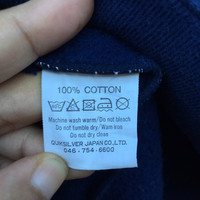 100% COTTON
Machine wash warm/Do not bleach
Do not tumble dry/Warn iron
Do not dry clean
QUIKSILVER JAPAN CO.,LTD.
046-754-6600